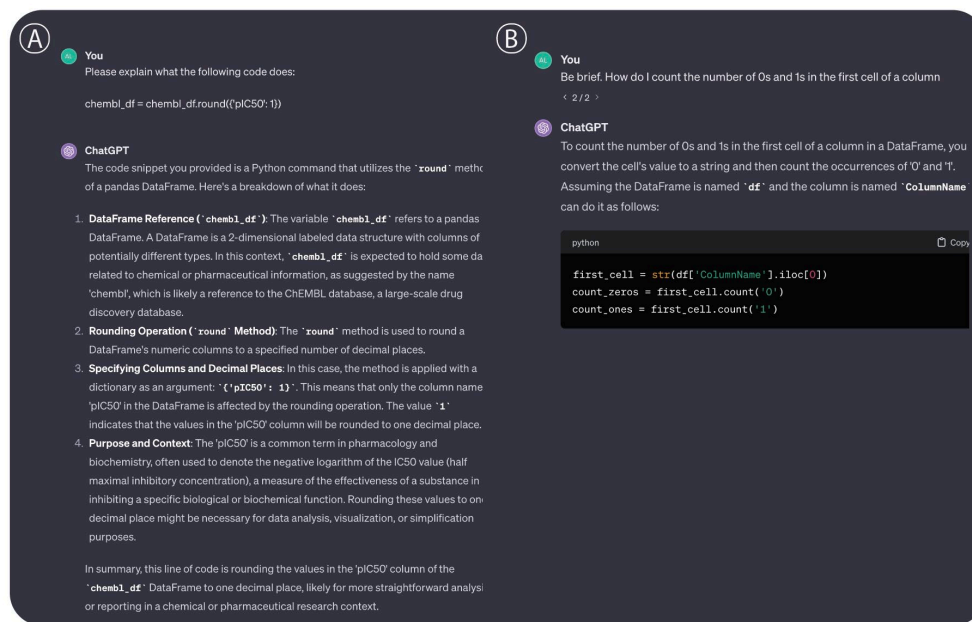 A
AL
You
Please explain what the following code does:
chembl_df = chembl_df.round({'pIC50': 1})
ChatGPT
The code snippet you provided is a Python command that utilizes the `round` metho
of a pandas DataFrame. Here's a breakdown of what it does:
1. DataFrame Reference (`chembl_df`): The variable `chembl_df` refers to a pandas
DataFrame. A DataFrame is a 2-dimensional labeled data structure with columns of
potentially different types. In this context, `chembl_df` is expected to hold some da
related to chemical or pharmaceutical information, as suggested by the name
'chembl', which is likely a reference to the ChEMBL database, a large-scale drug
discovery database.
2. Rounding Operation (`round` Method): The `round` method is used to round a
DataFrame's numeric columns to a specified number of decimal places.
3. Specifying Columns and Decimal Places: In this case, the method is applied with a
dictionary as an argument: `{'pIC50': 1}`. This means that only the column name
'pIC50' in the DataFrame is affected by the rounding operation. The value `1`
indicates that the values in the 'pIC50' column will be rounded to one decimal place.
4. Purpose and Context: The 'pIC50' is a common term in pharmacology and
biochemistry, often used to denote the negative logarithm of the IC50 value (half
maximal inhibitory concentration), a measure of the effectiveness of a substance in
inhibiting a specific biological or biochemical function. Rounding these values to on
decimal place might be necessary for data analysis, visualization, or simplification
purposes.
In summary, this line of code is rounding the values in the 'pIC50' column of the
`chembl_df` DataFrame to one decimal place, likely for more straightforward analysi
or reporting in a chemical or pharmaceutical research context.
B
AL
You
Be brief. How do I count the number of 0s and 1s in the first cell of a column
< 2 / 2 >
ChatGPT
To count the number of 0s and 1s in the first cell of a column in a DataFrame, you
convert the cell's value to a string and then count the occurrences of '0' and '1'.
Assuming the DataFrame is named `df` and the column is named `ColumnName`
can do it as follows:
python
Copy
first_cell = str(df['ColumnName'].iloc[0])
count_zeros = first_cell.count('0')
count_ones = first_cell.count('1')